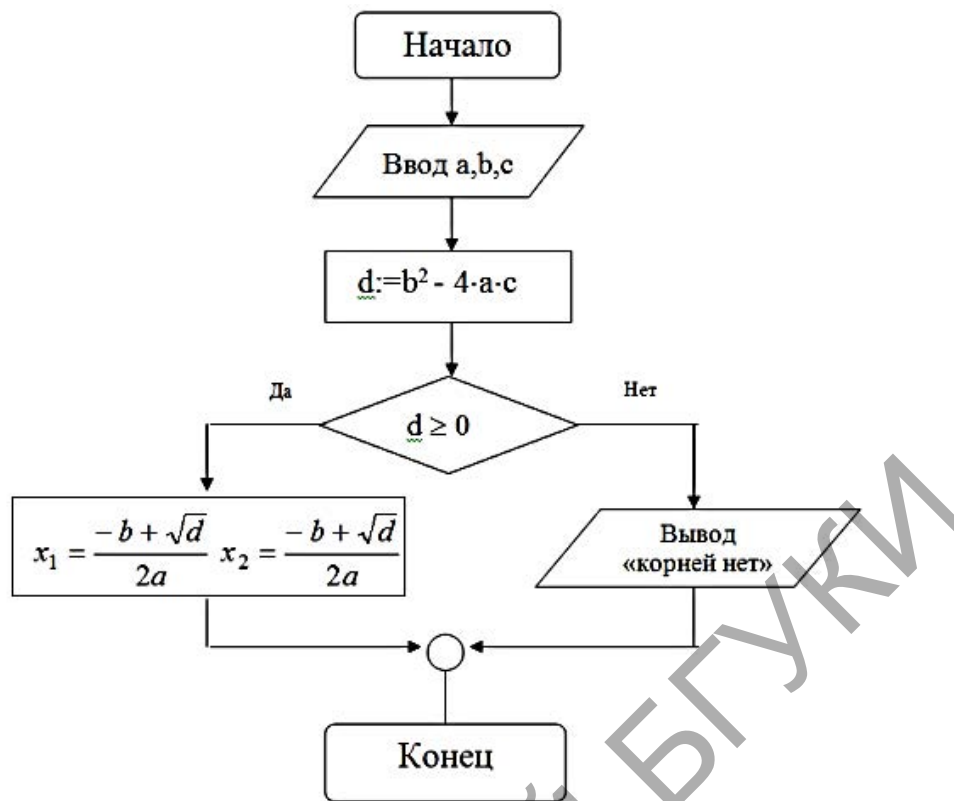 Начало
Ввод a,b,c
d:=b² - 4·a·c
Да
Нет
d ≥ 0
x₁ = (-b + √d)/2a x₂ = (-b + √d)/2a
Вывод
«корней нет»
Конец
БГУКИ